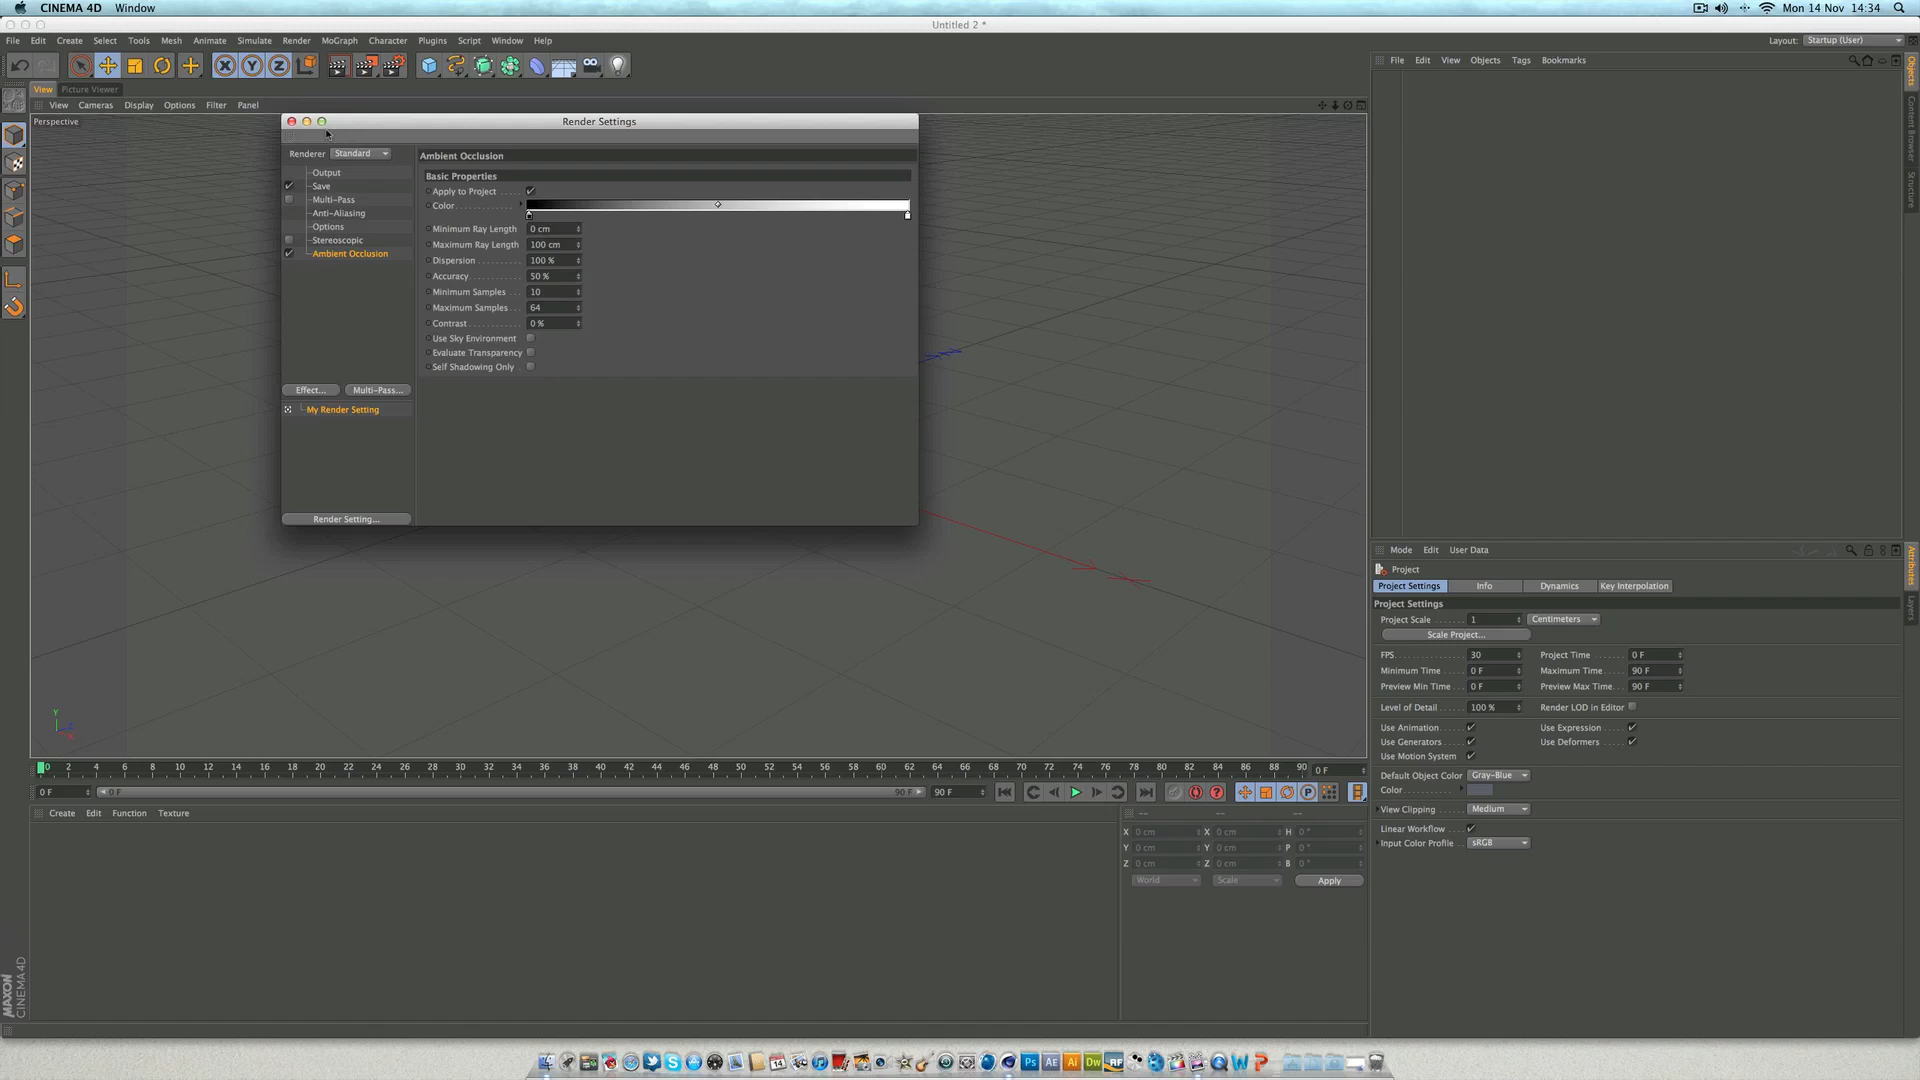 CINEMA 4D Window
Mon 14 Nov 14:34
Untitled 2 *
File Edit Create Select Tools Mesh Animate Simulate Render MoGraph Character Plugins Script Window Help
Layout: Startup (User)
View Picture Viewer
View Cameras Display Options Filter Panel
File Edit View Objects Tags Bookmarks
Objects
Content Browser
Structure
Perspective
Render Settings
Renderer Standard
Output
Save
Multi-Pass
Anti-Aliasing
Options
Stereoscopic
Ambient Occlusion
Effect... Multi-Pass...
My Render Setting
Render Setting...
Ambient Occlusion
Basic Properties
Apply to Project
Color
Minimum Ray Length 0 cm
Maximum Ray Length 100 cm
Dispersion 100 %
Accuracy 50 %
Minimum Samples 10
Maximum Samples 64
Contrast 0 %
Use Sky Environment
Evaluate Transparency
Self Shadowing Only
Y
Z
X
0 2 4 6 8 10 12 14 16 18 20 22 24 26 28 30 32 34 36 38 40 42 44 46 48 50 52 54 56 58 60 62 64 66 68 70 72 74 76 78 80 82 84 86 88 90 0 F
0 F 0 F 90 F 90 F
Create Edit Function Texture
-- -- --
X 0 cm X 0 cm H 0 °
Y 0 cm Y 0 cm P 0 °
Z 0 cm Z 0 cm B 0 °
World Scale Apply
Mode Edit User Data
Attributes
Layers
Project
Project Settings Info Dynamics Key Interpolation
Project Settings
Project Scale 1 Centimeters
Scale Project...
FPS 30 Project Time 0 F
Minimum Time 0 F Maximum Time 90 F
Preview Min Time 0 F Preview Max Time 90 F
Level of Detail 100 % Render LOD in Editor
Use Animation Use Expression
Use Generators Use Deformers
Use Motion System
Default Object Color Gray-Blue
Color
View Clipping Medium
Linear Workflow
Input Color Profile sRGB
MAXON
CINEMA 4D
14 Ps AE Ai Dw RF W P